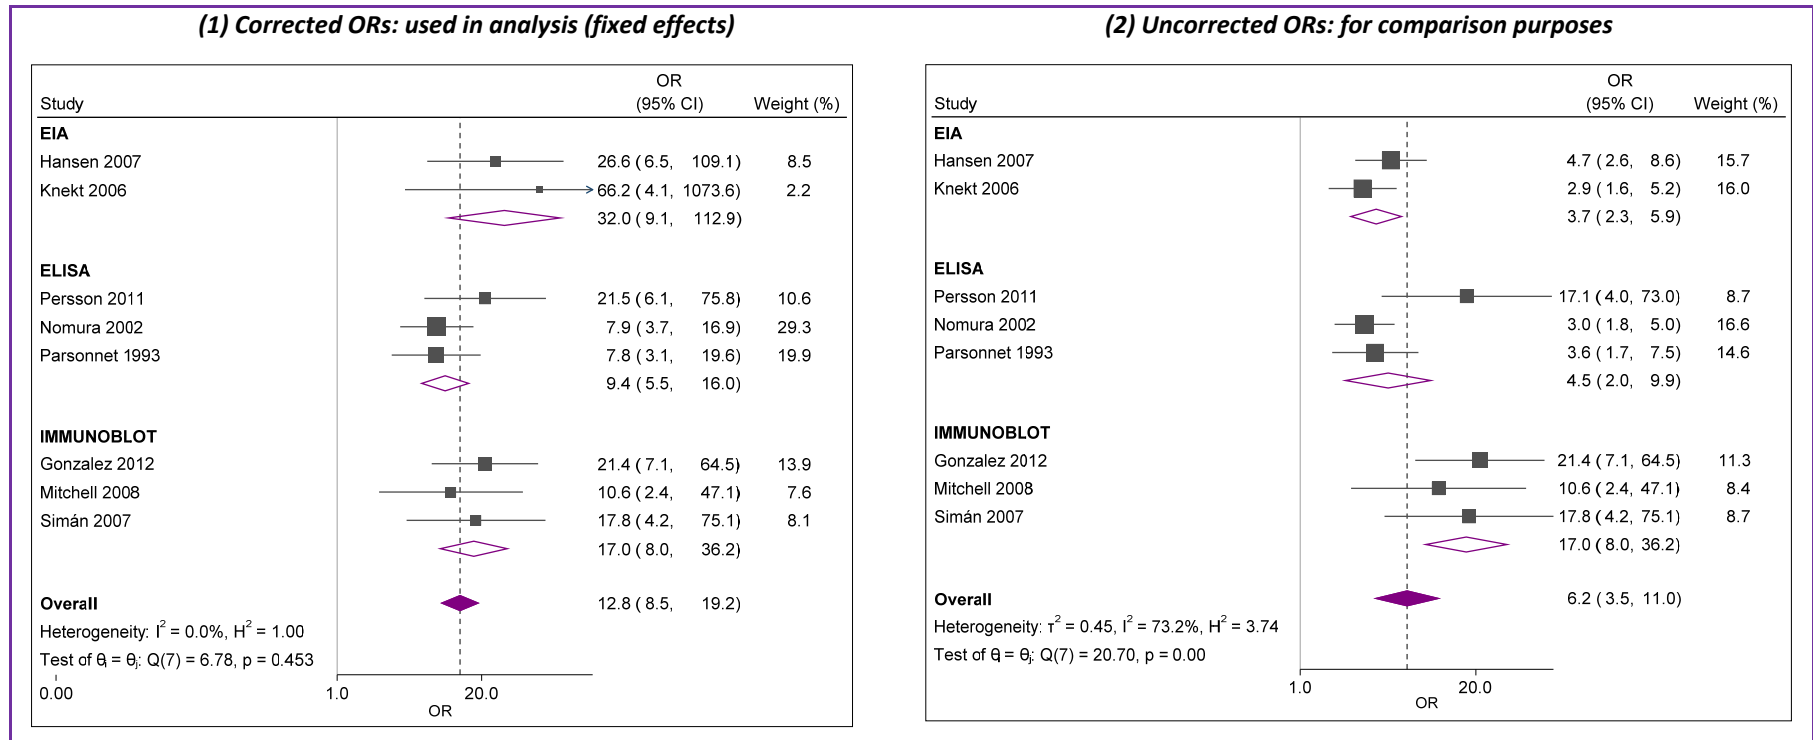 (1) Corrected ORs: used in analysis (fixed effects)
OR
Study (95% CI) Weight (%)
EIA
Hansen 2007 26.6 ( 6.5, 109.1) 8.5
Knekt 2006 66.2 ( 4.1, 1073.6) 2.2
32.0 ( 9.1, 112.9)
ELISA
Persson 2011 21.5 ( 6.1, 75.8) 10.6
Nomura 2002 7.9 ( 3.7, 16.9) 29.3
Parsonnet 1993 7.8 ( 3.1, 19.6) 19.9
9.4 ( 5.5, 16.0)
IMMUNOBLOT
Gonzalez 2012 21.4 ( 7.1, 64.5) 13.9
Mitchell 2008 10.6 ( 2.4, 47.1) 7.6
Simán 2007 17.8 ( 4.2, 75.1) 8.1
17.0 ( 8.0, 36.2)
Overall 12.8 ( 8.5, 19.2)
Heterogeneity: I² = 0.0%, H² = 1.00
Test of θi = θj: Q(7) = 6.78, p = 0.453
0.00 1.0 20.0
OR
(2) Uncorrected ORs: for comparison purposes
OR
Study (95% CI) Weight (%)
EIA
Hansen 2007 4.7 ( 2.6, 8.6) 15.7
Knekt 2006 2.9 ( 1.6, 5.2) 16.0
3.7 ( 2.3, 5.9)
ELISA
Persson 2011 17.1 ( 4.0, 73.0) 8.7
Nomura 2002 3.0 ( 1.8, 5.0) 16.6
Parsonnet 1993 3.6 ( 1.7, 7.5) 14.6
4.5 ( 2.0, 9.9)
IMMUNOBLOT
Gonzalez 2012 21.4 ( 7.1, 64.5) 11.3
Mitchell 2008 10.6 ( 2.4, 47.1) 8.4
Simán 2007 17.8 ( 4.2, 75.1) 8.7
17.0 ( 8.0, 36.2)
Overall 6.2 ( 3.5, 11.0)
Heterogeneity: τ² = 0.45, I² = 73.2%, H² = 3.74
Test of θi = θj: Q(7) = 20.70, p = 0.00
1.0 20.0
OR